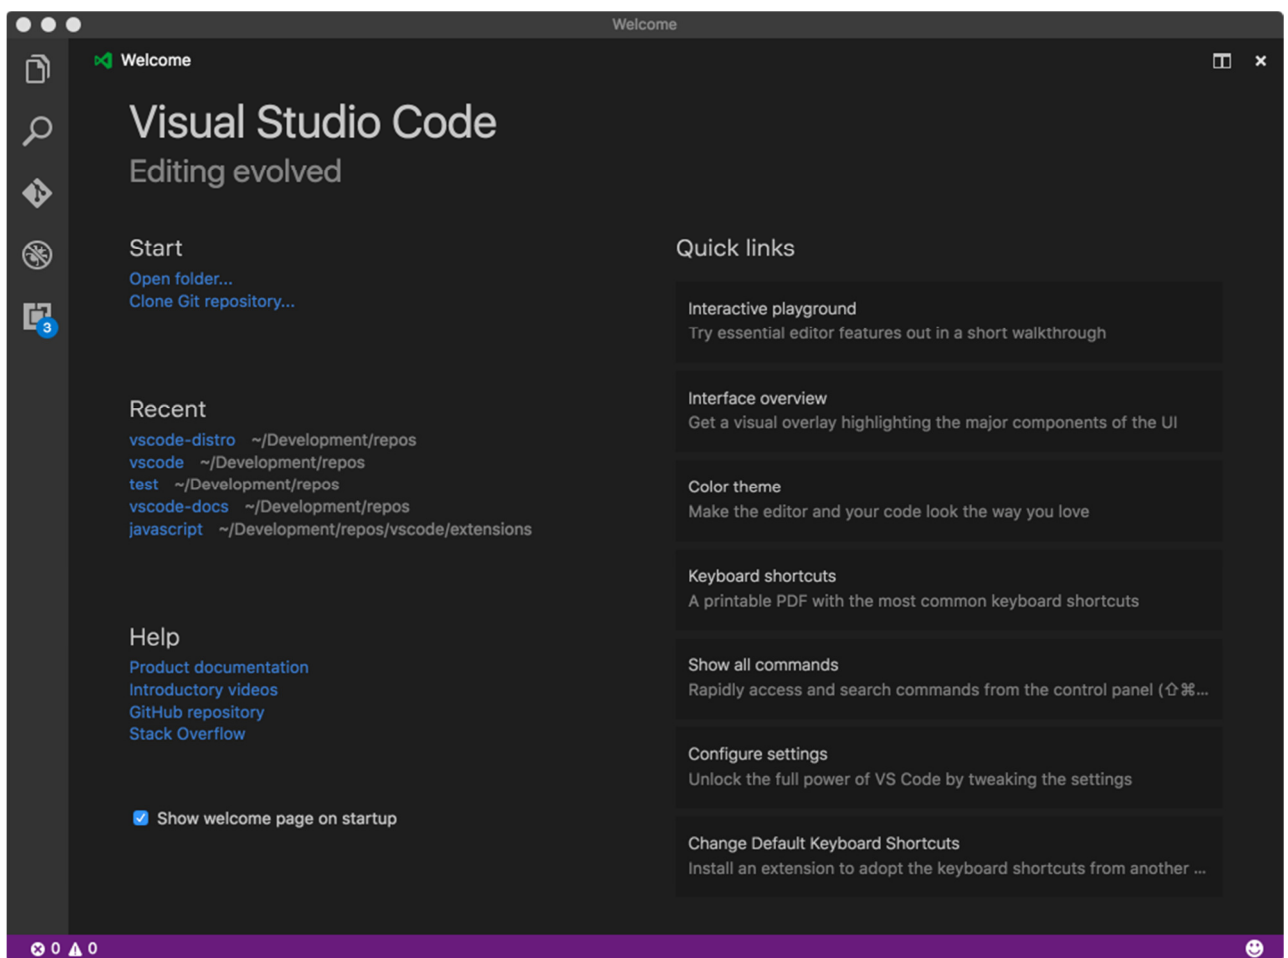 Welcome
Welcome
Visual Studio Code
Editing evolved
Start
Open folder...
Clone Git repository...
Recent
vscode-distro ~/Development/repos
vscode ~/Development/repos
test ~/Development/repos
vscode-docs ~/Development/repos
javascript ~/Development/repos/vscode/extensions
Help
Product documentation
Introductory videos
GitHub repository
Stack Overflow
Show welcome page on startup
Quick links
Interactive playground
Try essential editor features out in a short walkthrough
Interface overview
Get a visual overlay highlighting the major components of the UI
Color theme
Make the editor and your code look the way you love
Keyboard shortcuts
A printable PDF with the most common keyboard shortcuts
Show all commands
Rapidly access and search commands from the control panel (⇧⌘...
Configure settings
Unlock the full power of VS Code by tweaking the settings
Change Default Keyboard Shortcuts
Install an extension to adopt the keyboard shortcuts from another ...
3
0 0